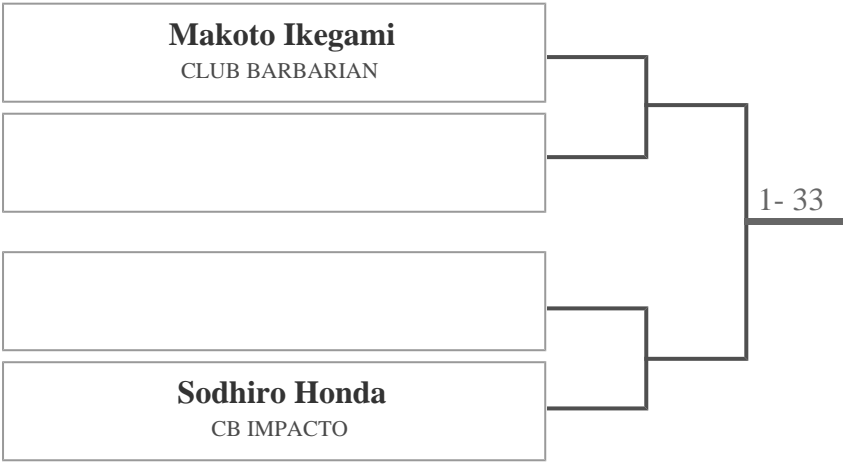 Makoto Ikegami
CLUB BARBARIAN
1- 33
Sodhiro Honda
CB IMPACTO